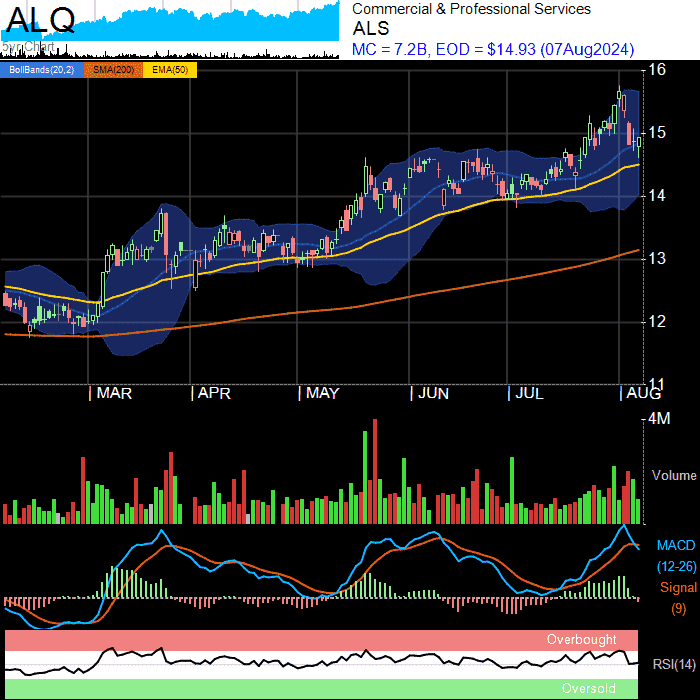 ALQ
5yr Chart
Commercial & Professional Services
ALS
MC = 7.2B, EOD = $14.93 (07Aug2024)
BollBands(20,2) SMA(200) EMA(50)
16
15
14
13
12
11
| MAR | APR | MAY | JUN | JUL | AUG
4M
Volume
MACD
(12-26)
Signal
(9)
Overbought
RSI(14)
Oversold